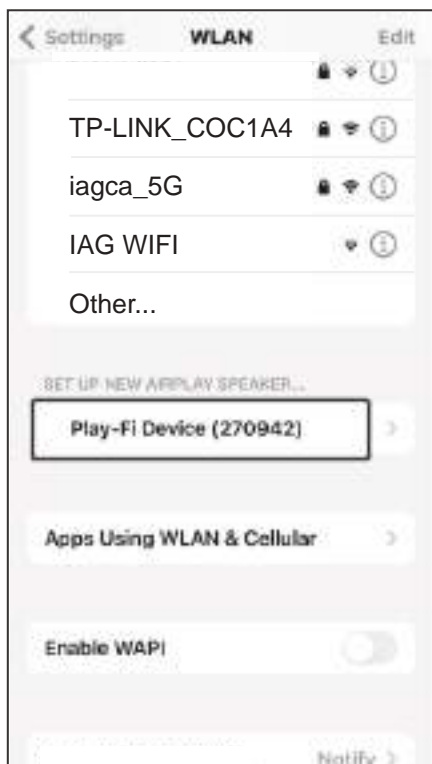 Settings WLAN Edit
TP-LINK_COC1A4
iagca_5G
IAG WIFI
Other...
SET UP NEW AIRPLAY SPEAKER...
Play-Fi Device (270942)
Apps Using WLAN & Cellular
Enable WAPI
Notify